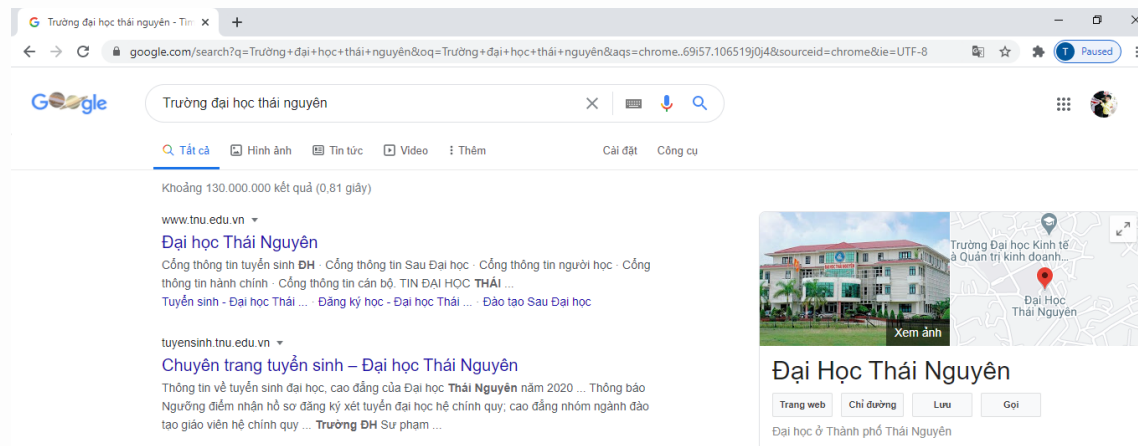 Trường đại học thái nguyên - Tìm
google.com/search?q=Trường+đại+học+thái+nguyên&oq=Trường+đại+học+thái+nguyên&aqs=chrome..69i57.106519j0j4&sourceid=chrome&ie=UTF-8
T Paused
Google
Trường đại học thái nguyên
Tất cả Hình ảnh Tin tức Video Thêm Cài đặt Công cụ
Khoảng 130.000.000 kết quả (0,81 giây)
www.tnu.edu.vn
Đại học Thái Nguyên
Cổng thông tin tuyển sinh ĐH · Cổng thông tin Sau Đại học · Cổng thông tin người học · Cổng
thông tin hành chính · Cổng thông tin cán bộ. TIN ĐẠI HỌC THÁI ...
Tuyển sinh - Đại học Thái ... · Đăng ký học - Đại học Thái ... · Đào tạo Sau Đại học
tuyensinh.tnu.edu.vn
Chuyên trang tuyển sinh – Đại học Thái Nguyên
Thông tin về tuyển sinh đại học, cao đẳng của Đại học Thái Nguyên năm 2020 ... Thông báo
Ngưỡng điểm nhận hồ sơ đăng ký xét tuyển đại học hệ chính quy; cao đẳng nhóm ngành đào
tạo giáo viên hệ chính quy ... Trường ĐH Sư phạm ...
Trường Đại học Kinh tế
à Quản trị kinh doanh...
Đại Học
Thái Nguyên
Xem ảnh
Đại Học Thái Nguyên
Trang web Chỉ đường Lưu Gọi
Đại học ở Thành phố Thái Nguyên